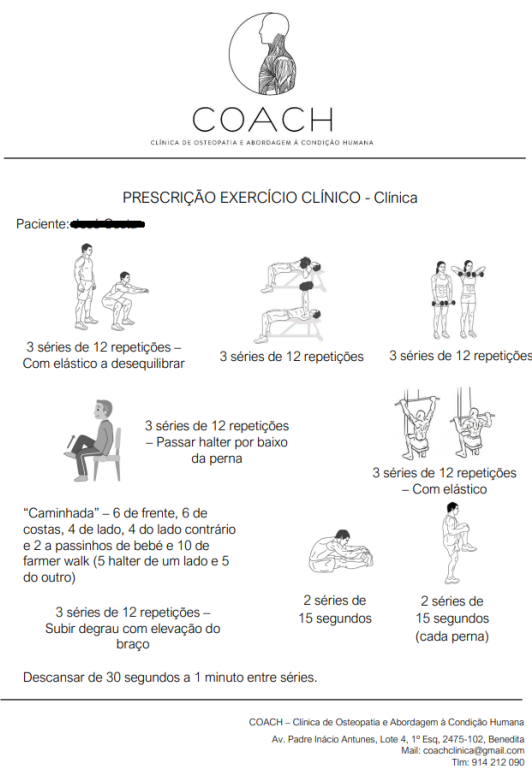 COACH
CLÍNICA DE OSTEOPATIA E ABORDAGEM À CONDIÇÃO HUMANA
PRESCRIÇÃO EXERCÍCIO CLÍNICO - Clínica
Paciente:
3 séries de 12 repetições –
Com elástico a desequilibrar
3 séries de 12 repetições
3 séries de 12 repetições
3 séries de 12 repetições
– Passar halter por baixo
da perna
3 séries de 12 repetições
– Com elástico
“Caminhada” – 6 de frente, 6 de
costas, 4 de lado, 4 do lado contrário
e 2 a passinhos de bebé e 10 de
farmer walk (5 halter de um lado e 5
do outro)
2 séries de
15 segundos
2 séries de
15 segundos
(cada perna)
3 séries de 12 repetições –
Subir degrau com elevação do
braço
Descansar de 30 segundos a 1 minuto entre séries.
COACH – Clínica de Osteopatia e Abordagem à Condição Humana
Av. Padre Inácio Antunes, Lote 4, 1º Esq, 2475-102, Benedita
Mail: coachclinica@gmail.com
Tlm: 914 212 090